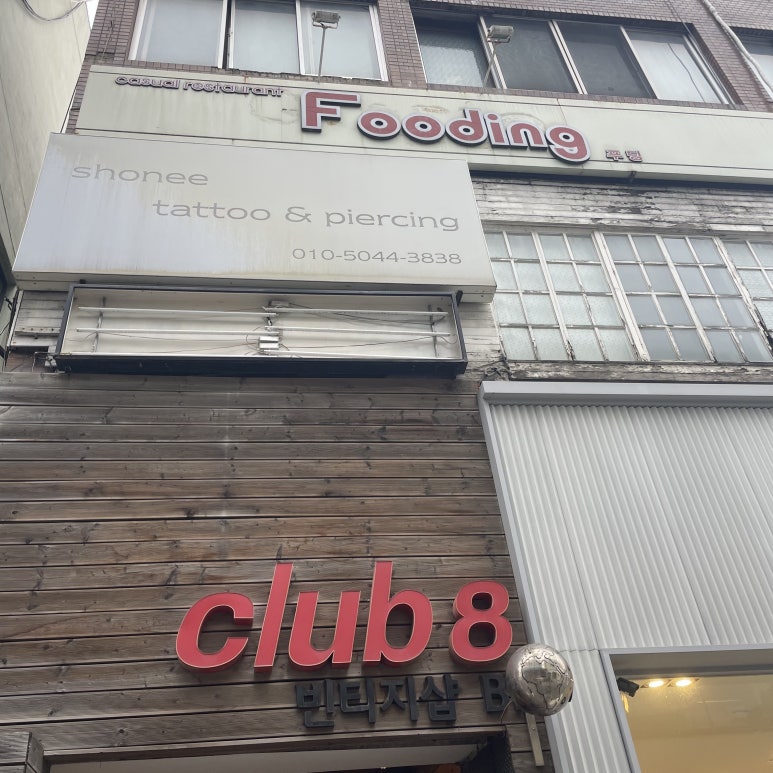 casual restaurant
Fooding 푸딩
shonee
tattoo & piercing
010-5044-3838
club 8
빈티지샵 B